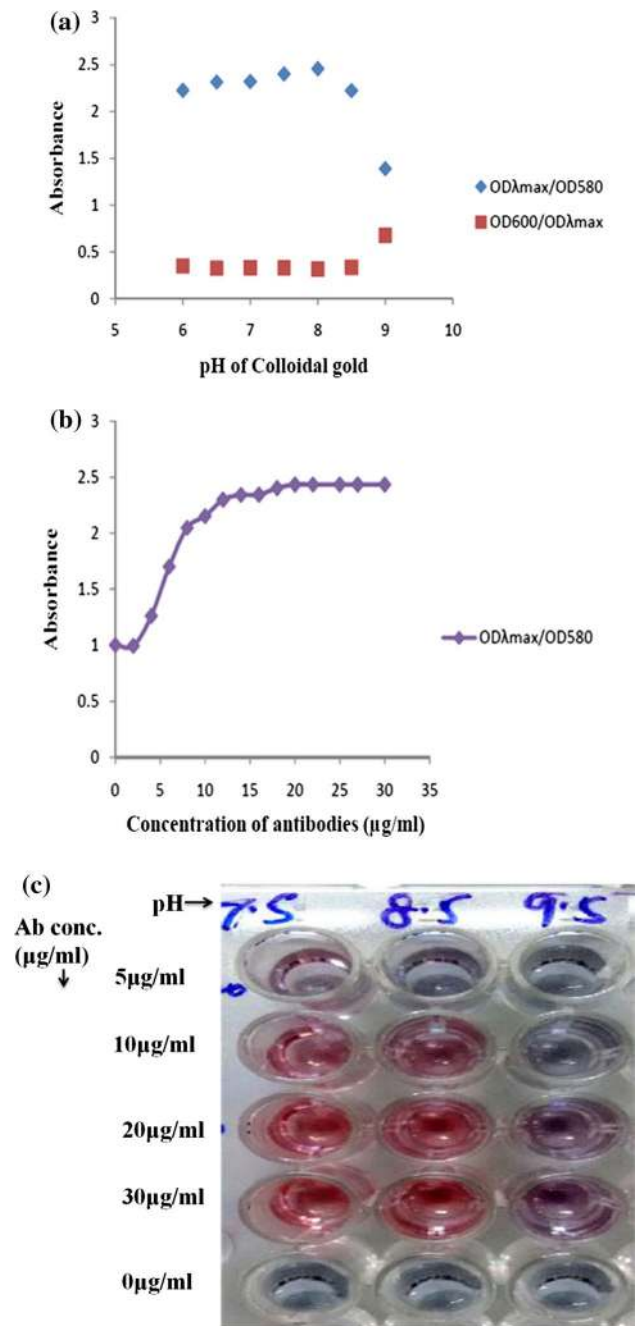 (a)
3
2.5
2
1.5
1
0.5
0
Absorbance
5 6 7 8 9 10
pH of Colloidal gold
ODλmax/OD580
OD600/ODλmax
(b)
3
2.5
2
1.5
1
0.5
0
Absorbance
0 5 10 15 20 25 30 35
Concentration of antibodies (µg/ml)
ODλmax/OD580
(c)
pH→ 7.5 8.5 9.5
Ab conc.
(µg/ml)
↓
5µg/ml
10µg/ml
20µg/ml
30µg/ml
0µg/ml